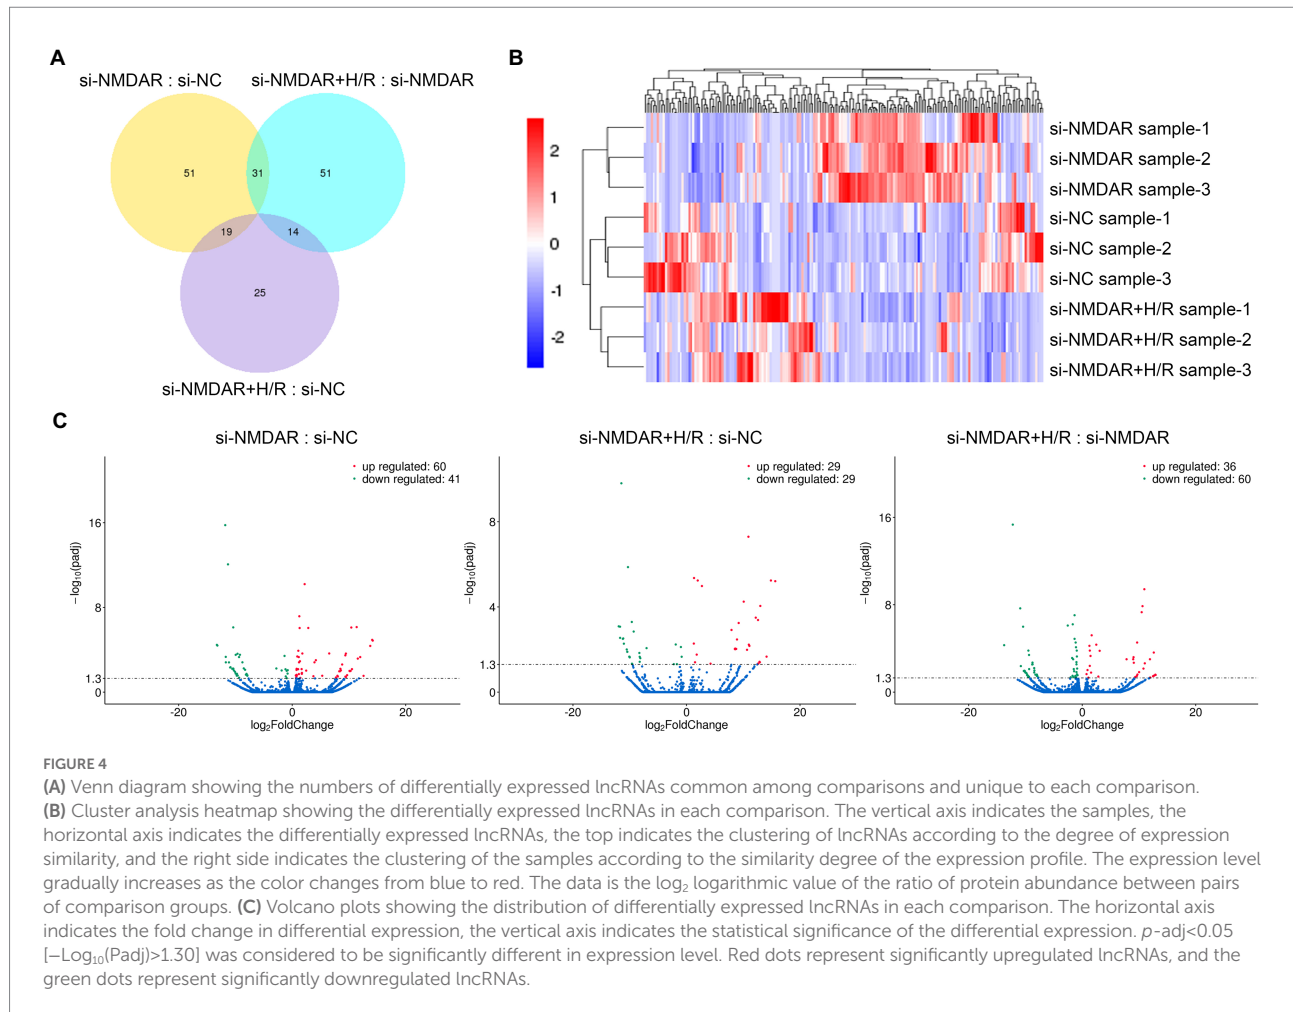 A
si-NMDAR : si-NC
si-NMDAR+H/R : si-NMDAR
51
31
51
19
14
25
si-NMDAR+H/R : si-NC
B
2
1
0
-1
-2
si-NMDAR sample-1
si-NMDAR sample-2
si-NMDAR sample-3
si-NC sample-1
si-NC sample-2
si-NC sample-3
si-NMDAR+H/R sample-1
si-NMDAR+H/R sample-2
si-NMDAR+H/R sample-3
C
si-NMDAR : si-NC
up regulated: 60
down regulated: 41
16
8
1.3
0
−log₁₀(padj)
-20
0
20
log₂FoldChange
si-NMDAR+H/R : si-NC
up regulated: 29
down regulated: 29
8
4
1.3
0
−log₁₀(padj)
-20
0
20
log₂FoldChange
si-NMDAR+H/R : si-NMDAR
up regulated: 36
down regulated: 60
16
8
1.3
0
−log₁₀(padj)
-20
0
20
log₂FoldChange
FIGURE 4
(A) Venn diagram showing the numbers of differentially expressed lncRNAs common among comparisons and unique to each comparison.
(B) Cluster analysis heatmap showing the differentially expressed lncRNAs in each comparison. The vertical axis indicates the samples, the
horizontal axis indicates the differentially expressed lncRNAs, the top indicates the clustering of lncRNAs according to the degree of expression
similarity, and the right side indicates the clustering of the samples according to the similarity degree of the expression profile. The expression level
gradually increases as the color changes from blue to red. The data is the log₂ logarithmic value of the ratio of protein abundance between pairs
of comparison groups. (C) Volcano plots showing the distribution of differentially expressed lncRNAs in each comparison. The horizontal axis
indicates the fold change in differential expression, the vertical axis indicates the statistical significance of the differential expression. p-adj<0.05
[−Log₁₀(Padj)>1.30] was considered to be significantly different in expression level. Red dots represent significantly upregulated lncRNAs, and the
green dots represent significantly downregulated lncRNAs.